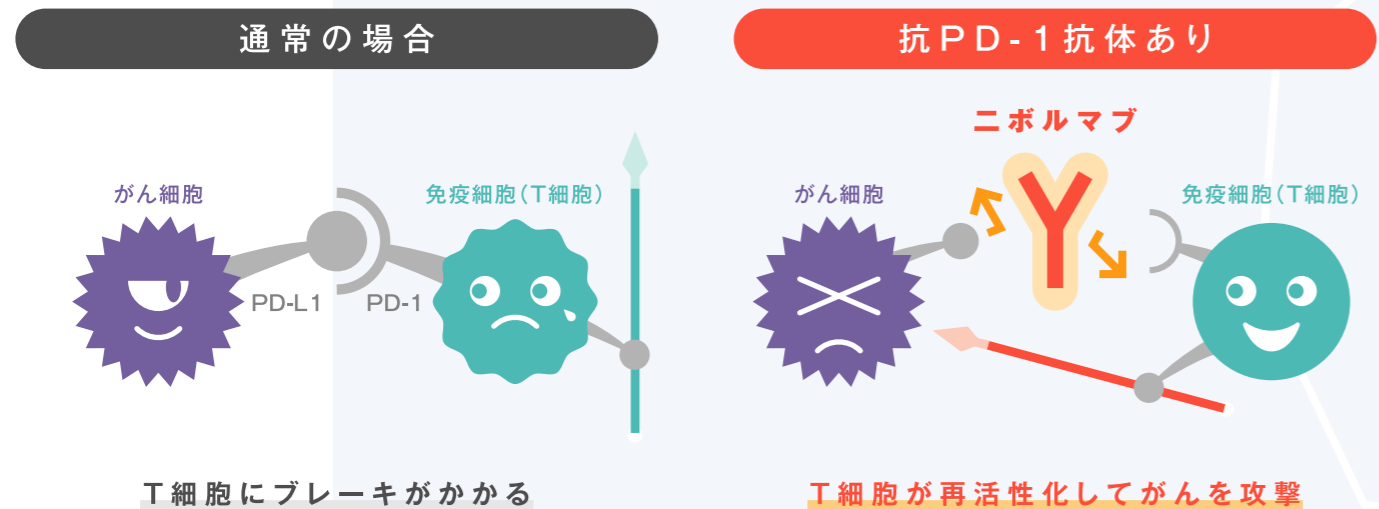 通常の場合
がん細胞
免疫細胞(T細胞)
PD-L1
PD-1
T細胞にブレーキがかかる
抗PD-1抗体あり
ニボルマブ
がん細胞
免疫細胞(T細胞)
T細胞が再活性化してがんを攻撃